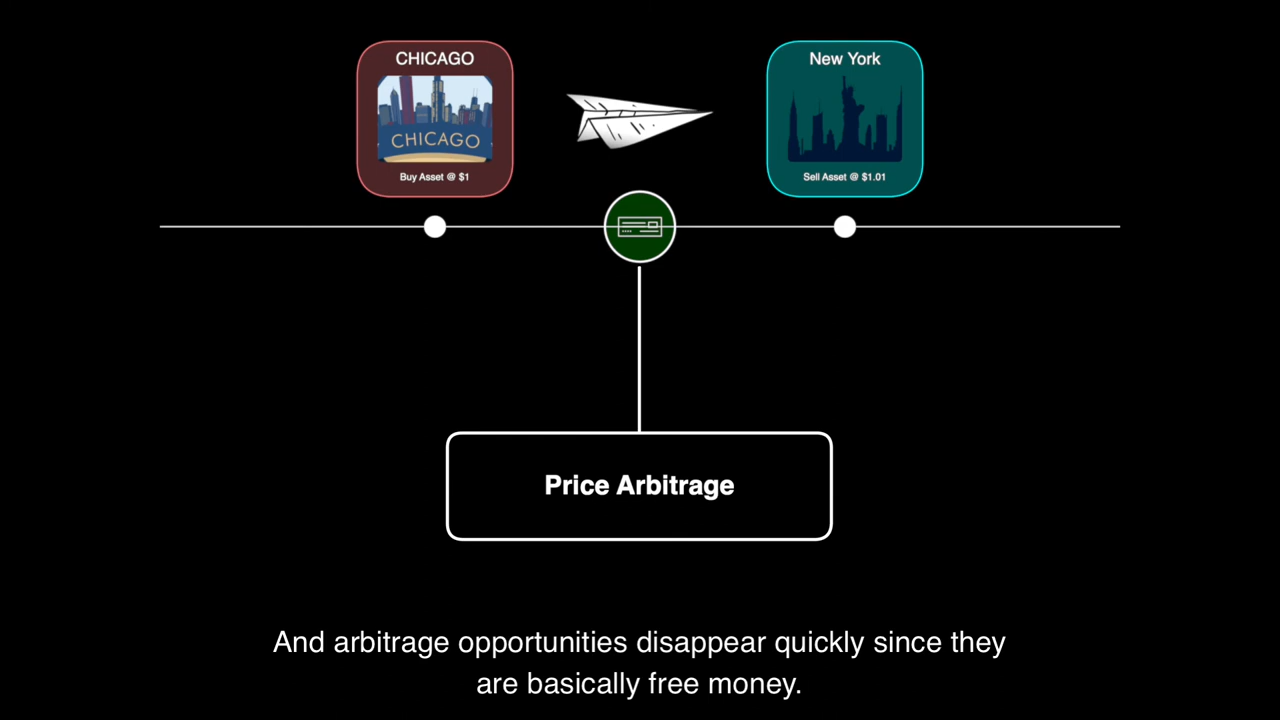 CHICAGO
CHICAGO
Buy Asset @ $1
New York
Sell Asset @ $1.01
Price Arbitrage
And arbitrage opportunities disappear quickly since they
are basically free money.